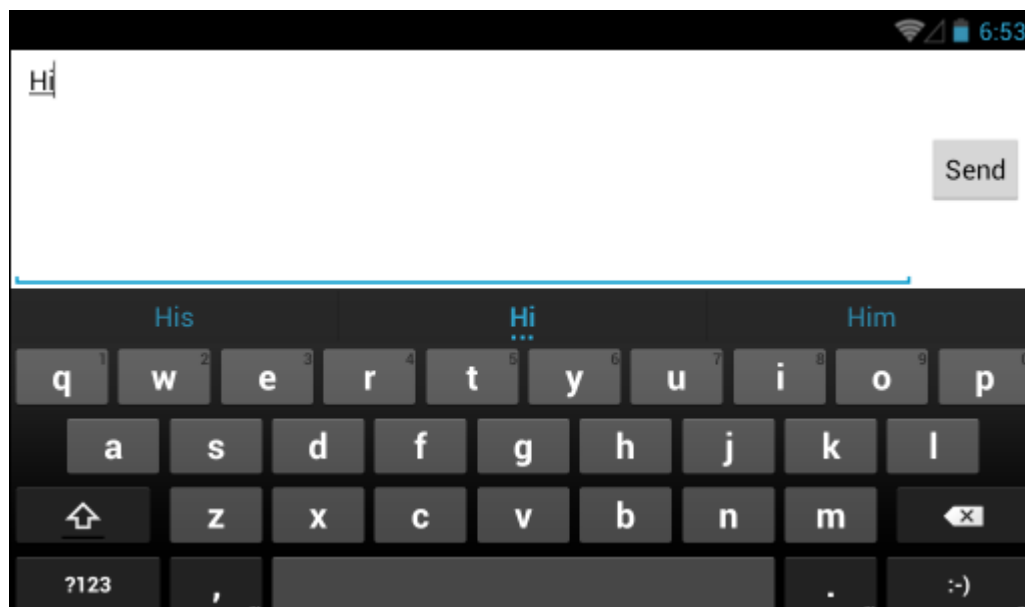 6:53
Hi
Send
His Hi Him
q 1 w 2 e 3 r 4 t 5 y 6 u 7 i 8 o 9 p
a s d f g h j k l
z x c v b n m
?123 , . :-)